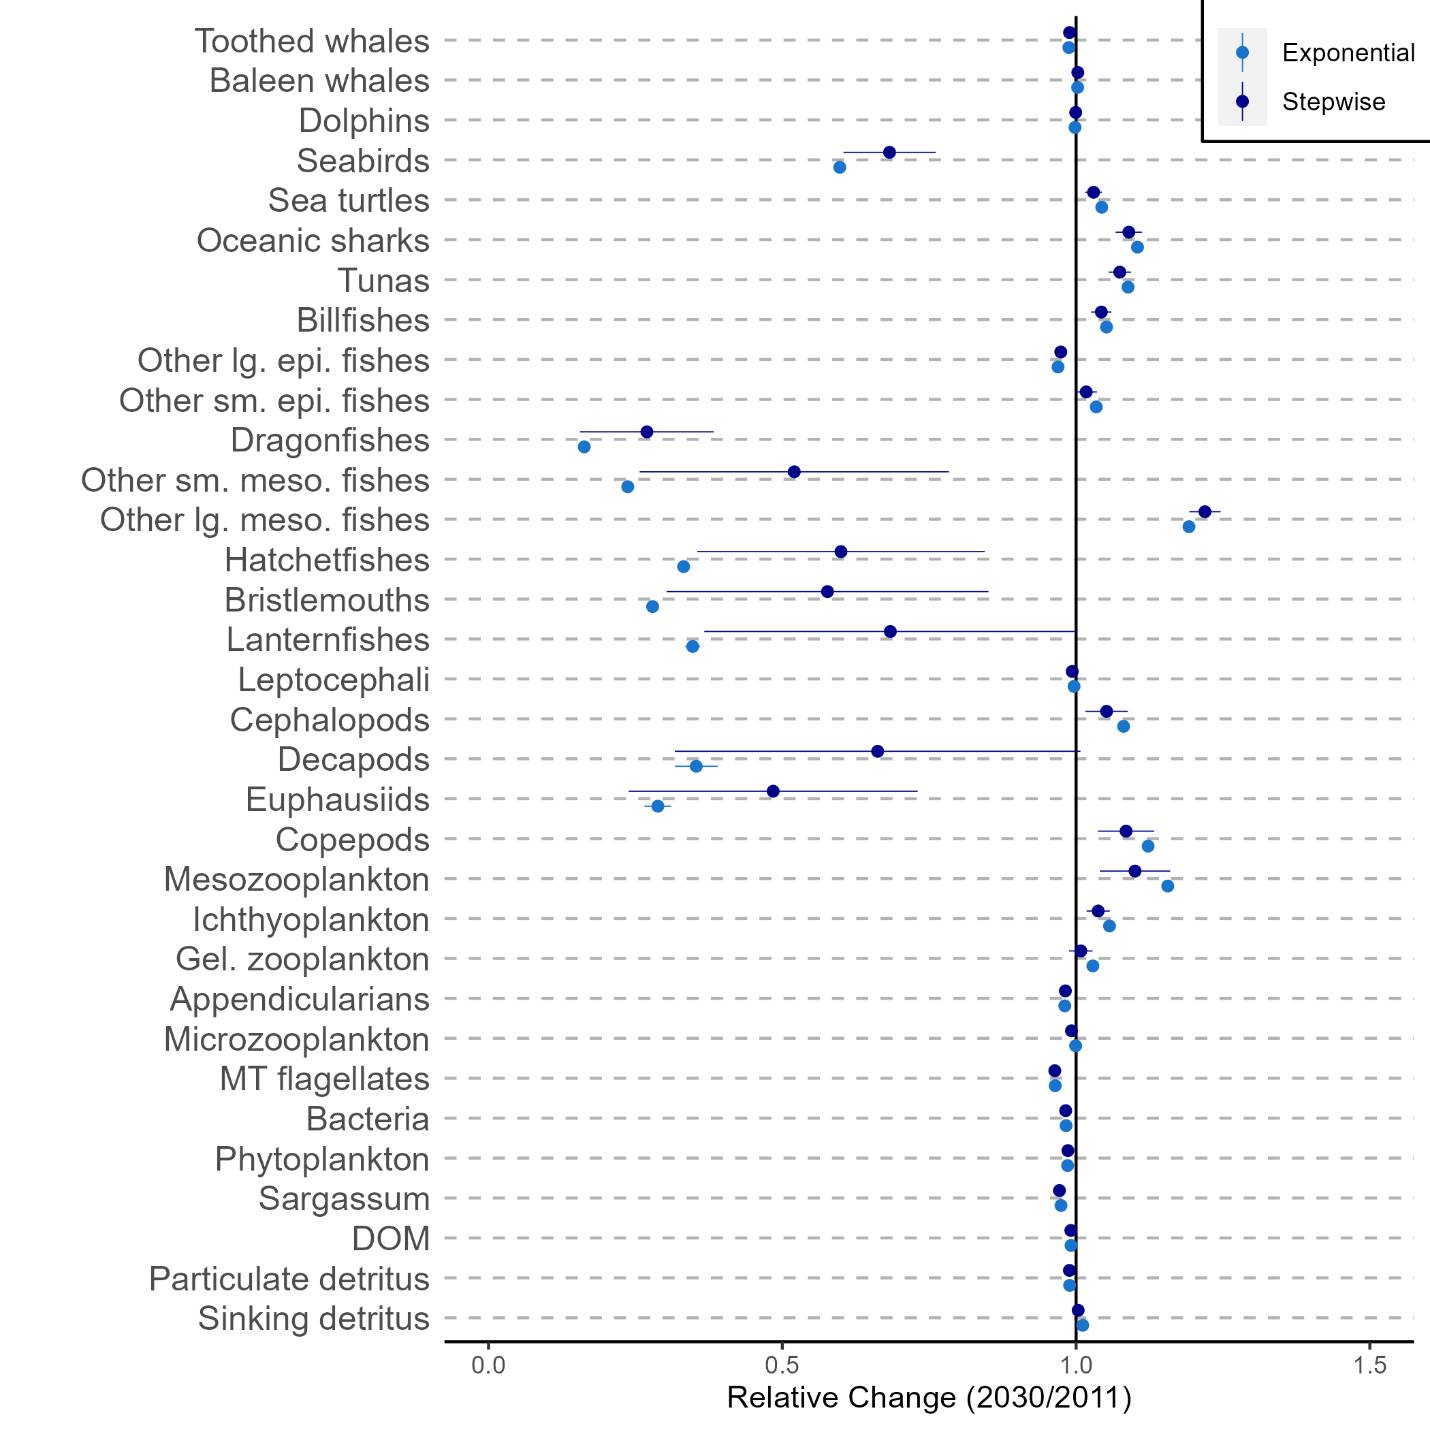 Exponential
Stepwise
Toothed whales
Baleen whales
Dolphins
Seabirds
Sea turtles
Oceanic sharks
Tunas
Billfishes
Other lg. epi. fishes
Other sm. epi. fishes
Dragonfishes
Other sm. meso. fishes
Other lg. meso. fishes
Hatchetfishes
Bristlemouths
Lanternfishes
Leptocephali
Cephalopods
Decapods
Euphausiids
Copepods
Mesozooplankton
Ichthyoplankton
Gel. zooplankton
Appendicularians
Microzooplankton
MT flagellates
Bacteria
Phytoplankton
Sargassum
DOM
Particulate detritus
Sinking detritus
0.0 0.5 1.0 1.5
Relative Change (2030/2011)